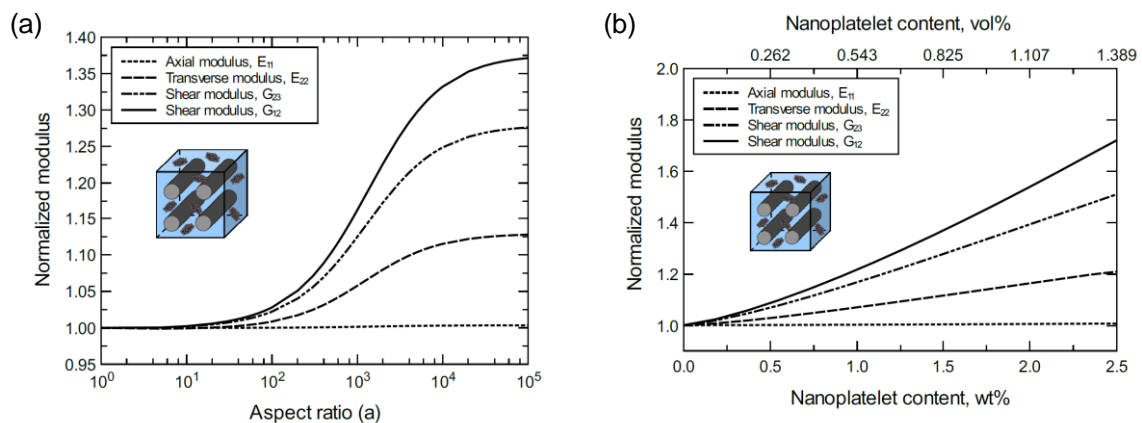 (a)
1.40
1.35
1.30
1.25
1.20
1.15
1.10
1.05
1.00
0.95
Normalized modulus
Axial modulus, E11
Transverse modulus, E22
Shear modulus, G23
Shear modulus, G12
10^0 10^1 10^2 10^3 10^4 10^5
Aspect ratio (a)
(b)
Nanoplatelet content, vol%
0.262 0.543 0.825 1.107 1.389
2.0
1.8
1.6
1.4
1.2
1.0
Normalized modulus
Axial modulus, E11
Transverse modulus, E22
Shear modulus, G23
Shear modulus, G12
0.0 0.5 1.0 1.5 2.0 2.5
Nanoplatelet content, wt%